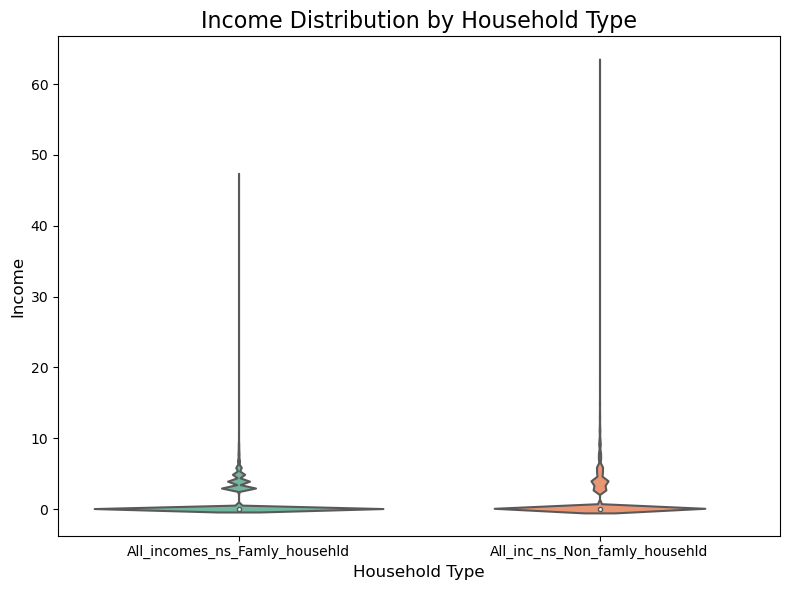 Income Distribution by Household Type
60
50
40
30
20
10
0
Income
All_incomes_ns_Famly_househld
All_inc_ns_Non_famly_househld
Household Type